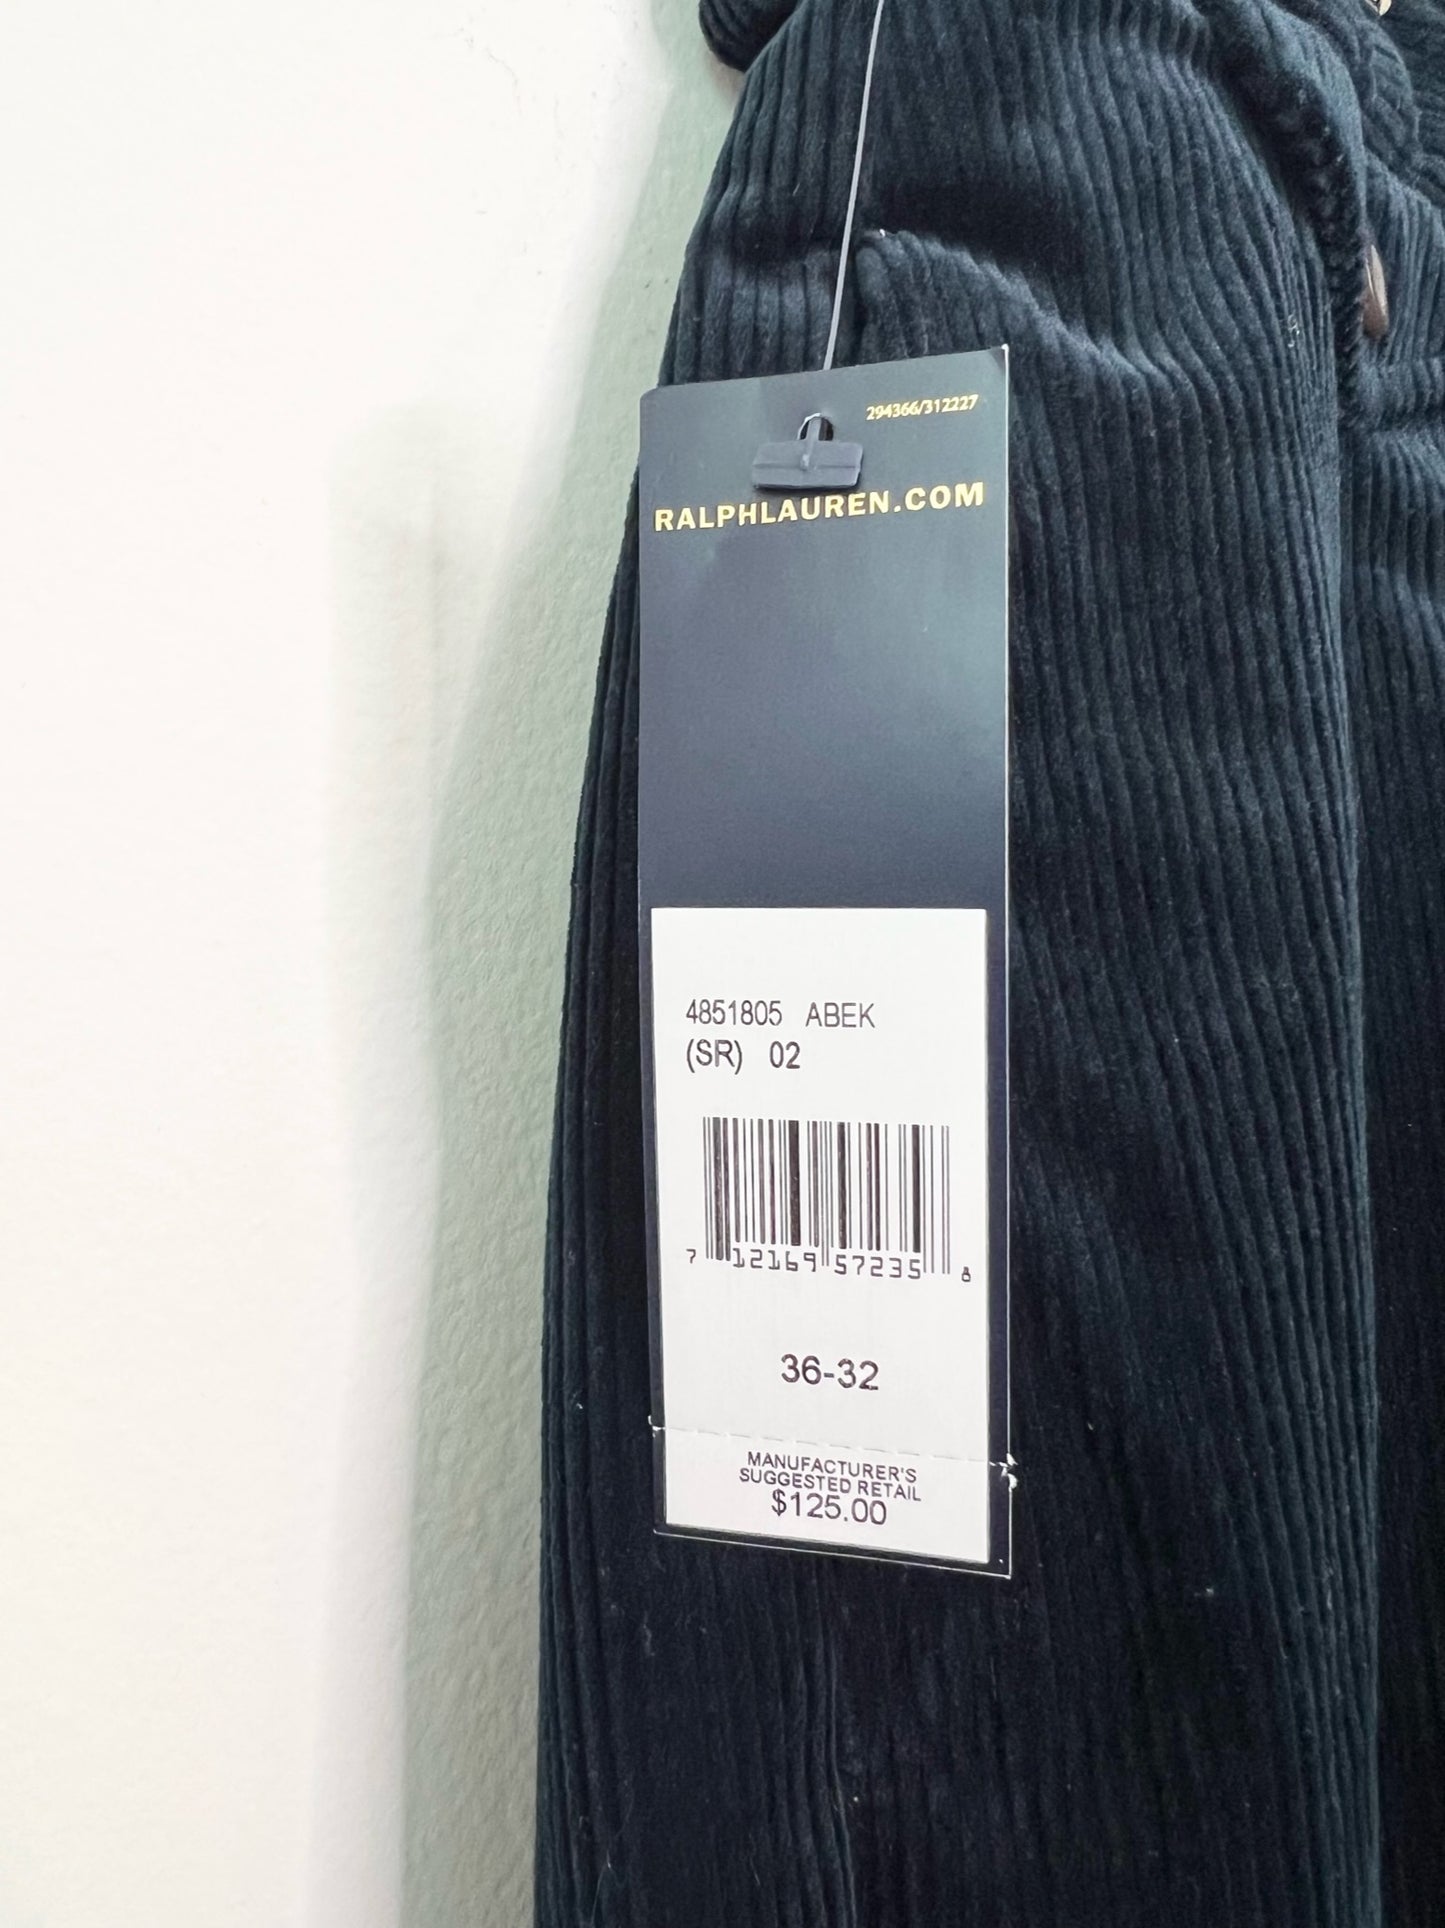 294366/312227
RALPHLAUREN.COM
4851805 ABEK
(SR) 02
7 12169 57235 8
36-32
MANUFACTURER'S
SUGGESTED RETAIL
$125.00